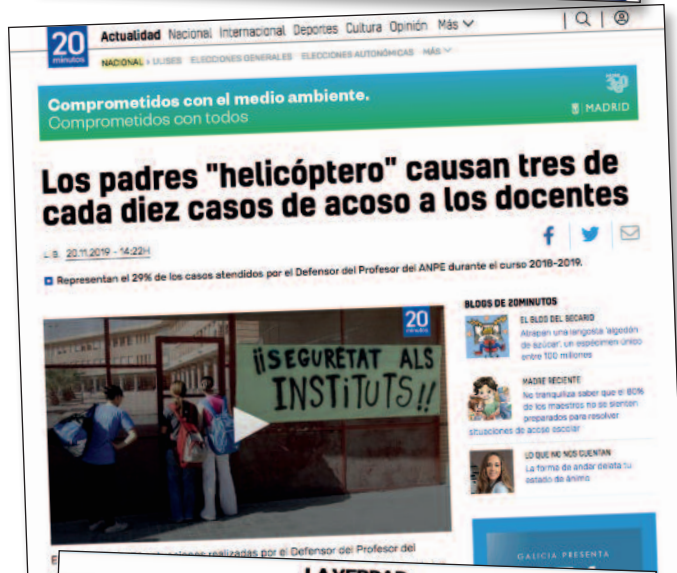 20
minutos
Actualidad Nacional Internacional Deportes Cultura Opinión Más
NACIONAL ULISES ELECCIONES GENERALES ELECCIONES AUTONÓMICAS MÁS
Comprometidos con el medio ambiente.
Comprometidos con todos
MADRID
Los padres "helicóptero" causan tres de
cada diez casos de acoso a los docentes
20.11.2019 - 14:22H
Representan el 29% de los casos atendidos por el Defensor del Profesor del ANPE durante el curso 2018-2019.
20
¡¡SEGURETAT ALS
INSTITUTS!!
BLOGS DE 20MINUTOS
EL BLOG DEL BECARIO
Atrapan una langosta 'algodón
de azúcar', un espécimen único
entre 100 millones
MADRE RECIENTE
No tranquiliza saber que el 80%
de los maestros no se sienten
preparados para resolver
situaciones de acoso escolar
LO QUE NO NOS CUENTAN
La forma de andar delata tu
estado de ánimo
realizadas por el Defensor del Profesor del
GALICIA PRESENTA
LA VERDAD